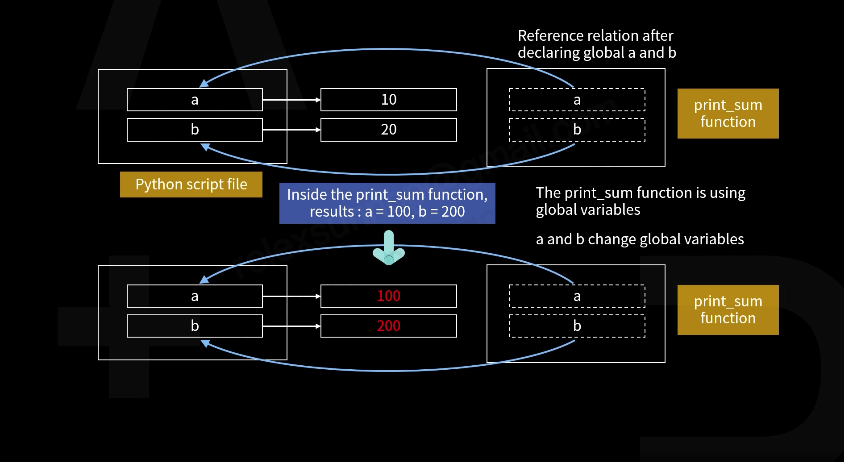 Reference relation after
declaring global a and b
a
10
a
b
20
b
print_sum
function
Python script file
Inside the print_sum function,
results : a = 100, b = 200
The print_sum function is using
global variables
a and b change global variables
a
100
a
b
200
b
print_sum
function